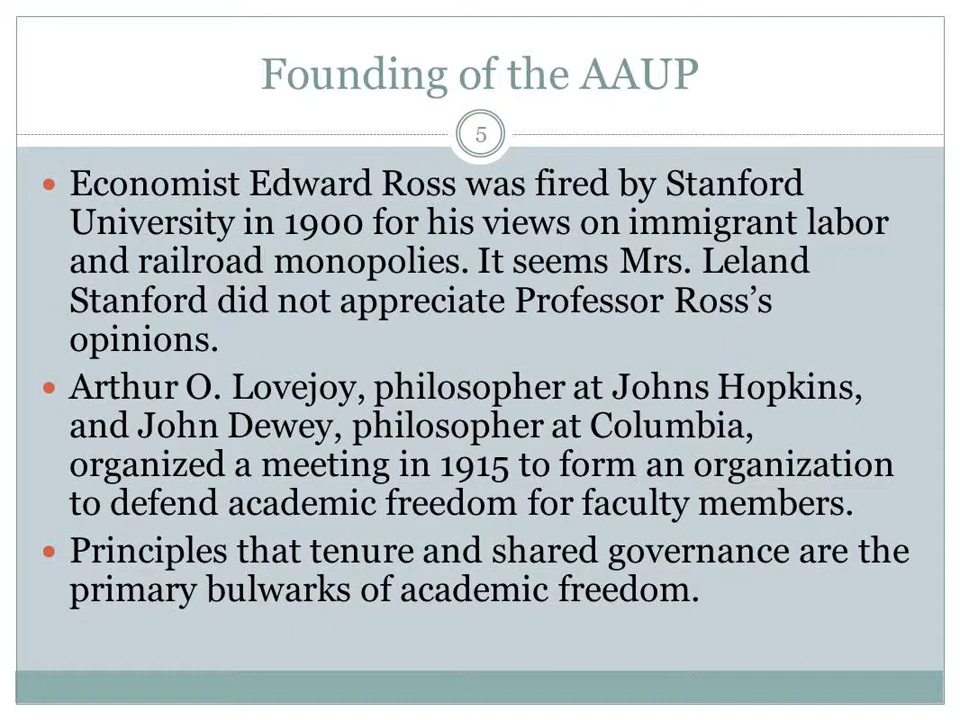 Founding of the AAUP
5
• Economist Edward Ross was fired by Stanford
University in 1900 for his views on immigrant labor
and railroad monopolies. It seems Mrs. Leland
Stanford did not appreciate Professor Ross’s
opinions.
• Arthur O. Lovejoy, philosopher at Johns Hopkins,
and John Dewey, philosopher at Columbia,
organized a meeting in 1915 to form an organization
to defend academic freedom for faculty members.
• Principles that tenure and shared governance are the
primary bulwarks of academic freedom.